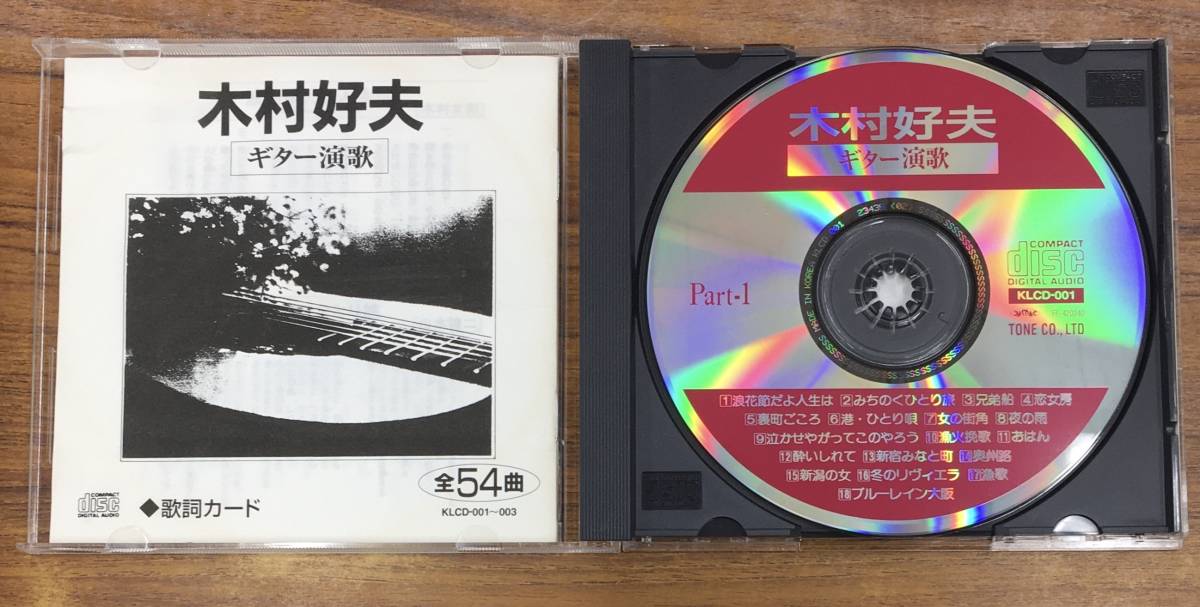 木村好夫
ギター演歌
全54曲
KLCD-001～003
COMPACT
disc
DIGITAL AUDIO
◆歌詞カード
木村好夫
ギター演歌
Part-1
COMPACT
disc
DIGITAL AUDIO
KLCD-001
TONE CO., LTD
MADE IN KOREA
1浪花節だよ人生は 2みちのくひとり旅 3兄弟船 4恋女房
5裏町ごころ 6港・ひとり唄 7女の街角 8夜の雨
9泣かせやがってこのやろう 10漁火挽歌 11おはん
12酔いしれて 13新宿みなと町 14奥州路
15新潟の女 16冬のリヴィエラ 17漁歌
18ブルーレイン大阪